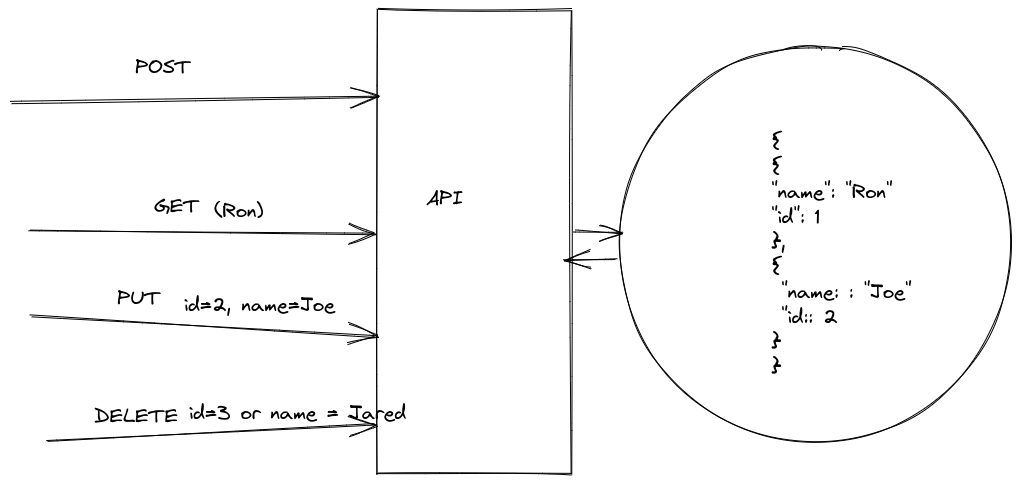 POST
GET (Ron)
PUT id=2, name=Joe
DELETE id=3 or name = Jared
API
{
{
"name": "Ron"
"id": 1
},
{
"name: : "Joe"
"id:: 2
}
}